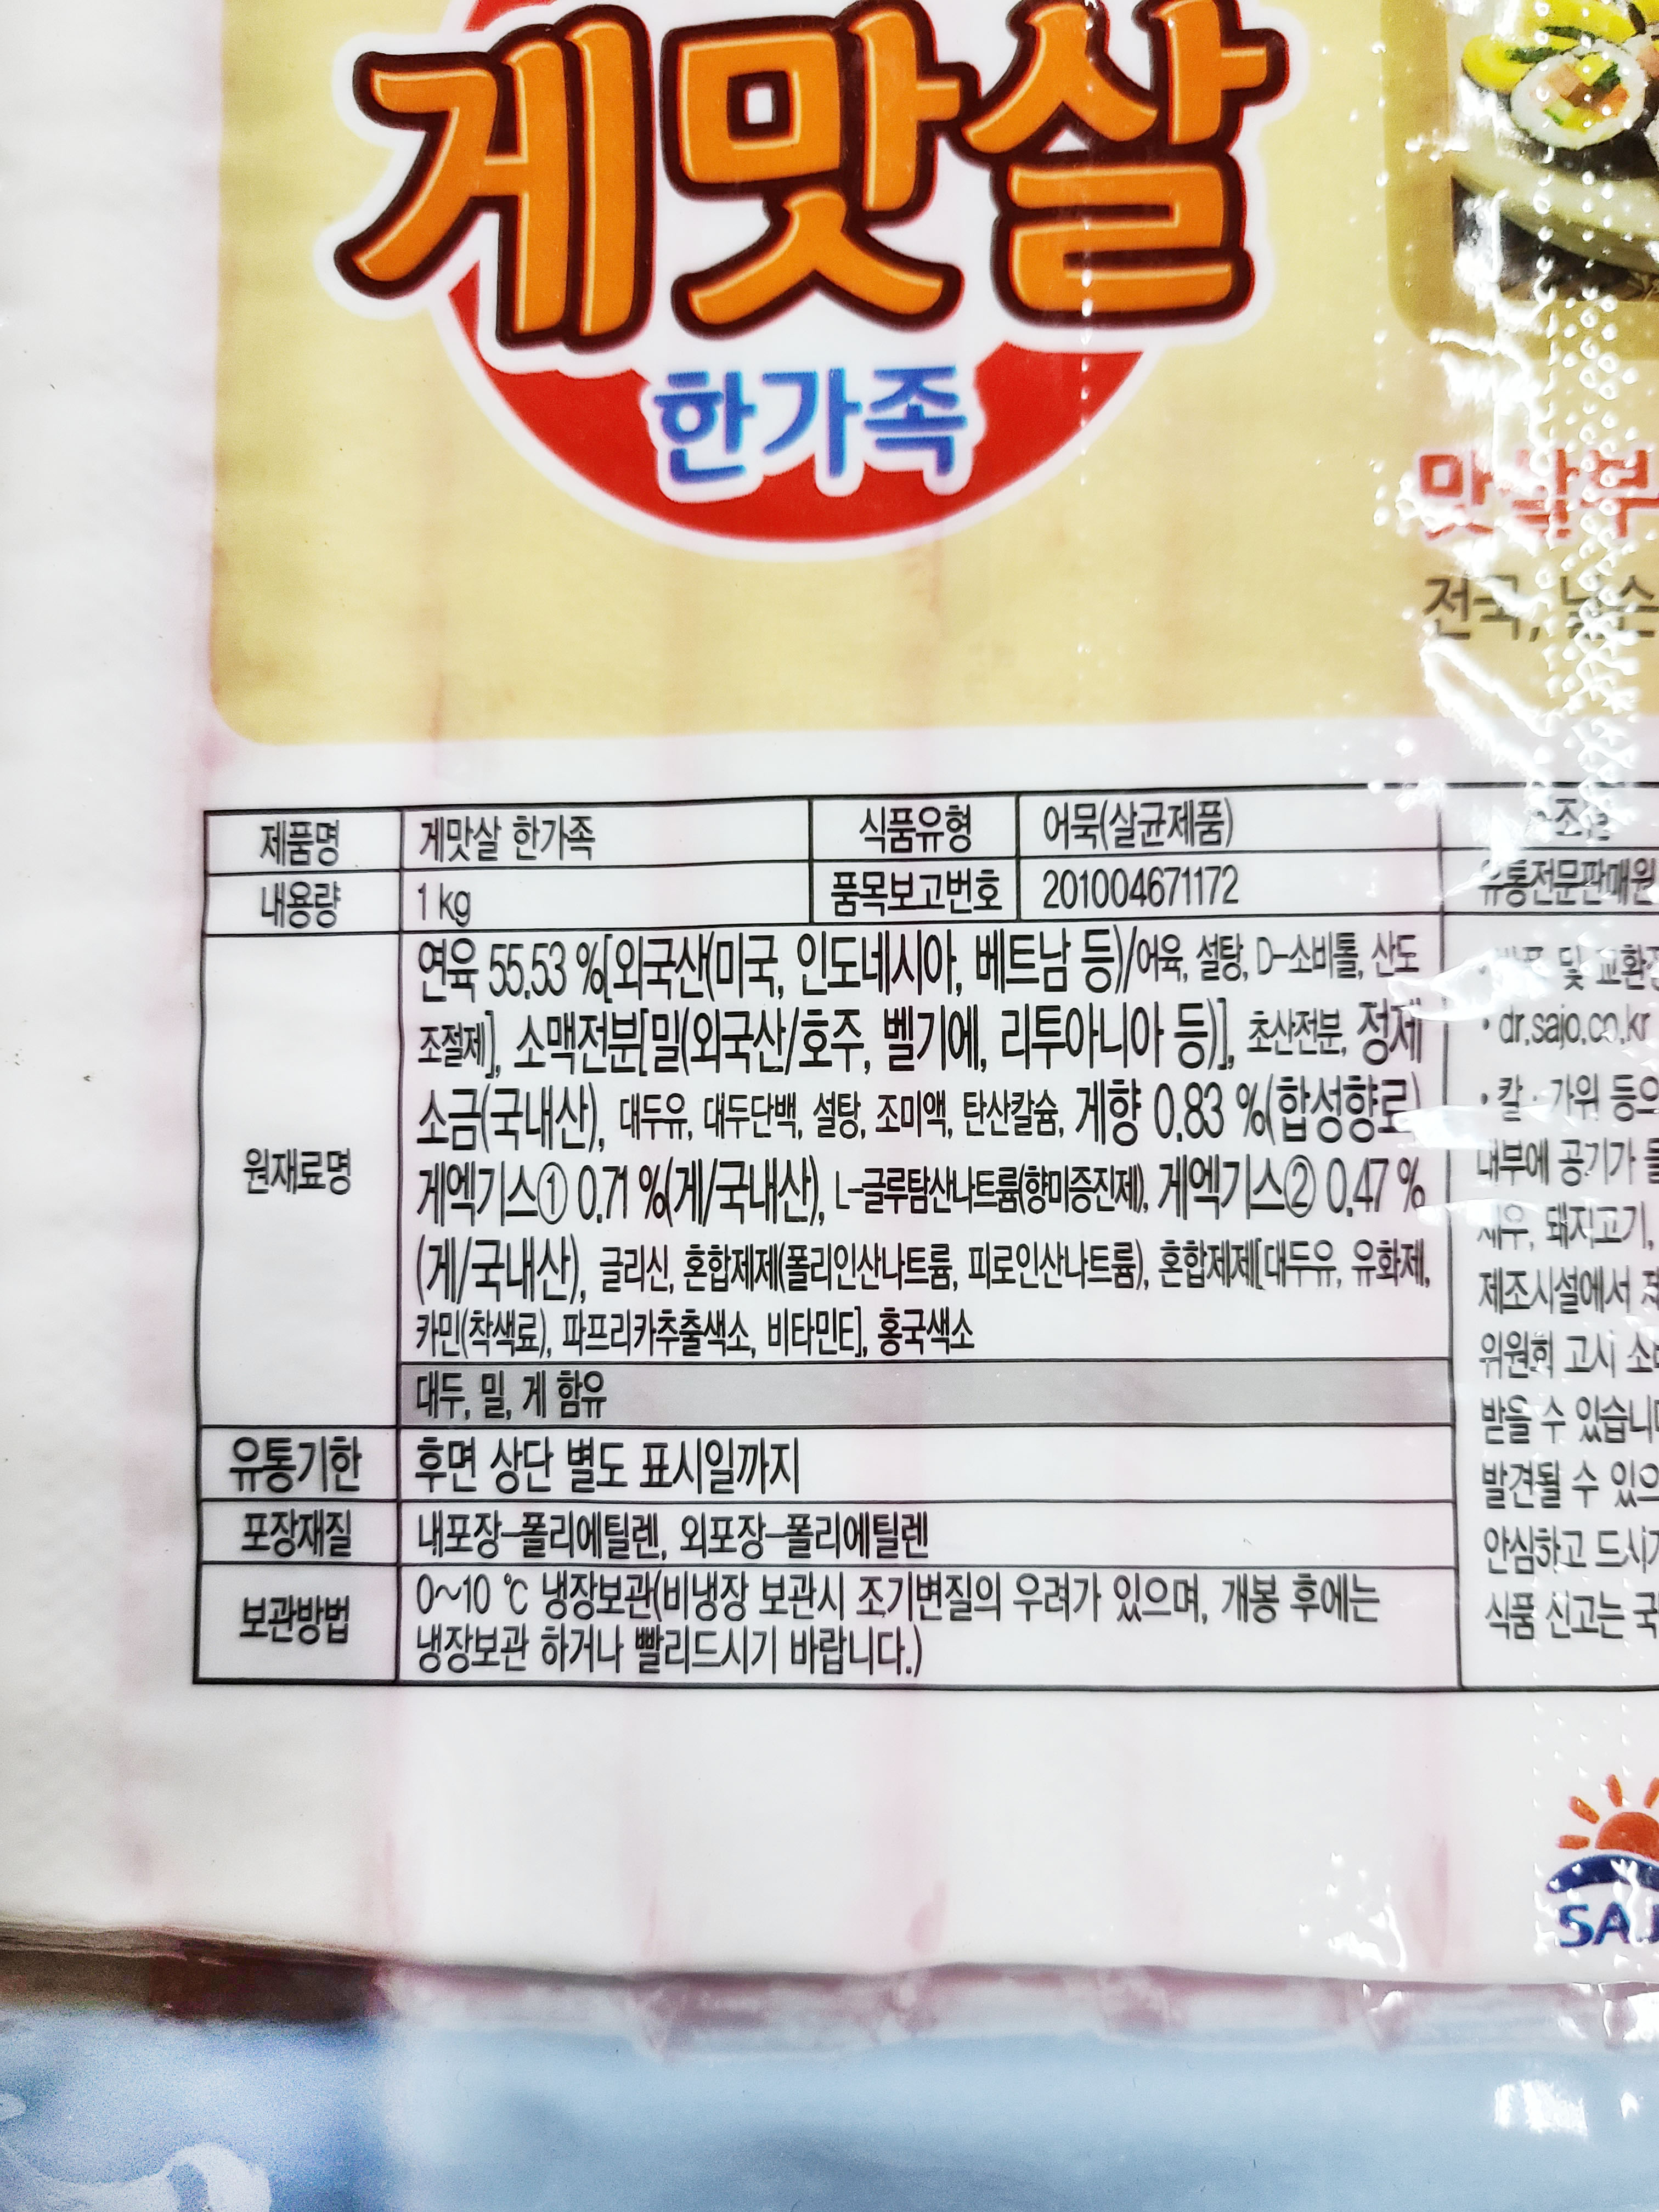 게맛살
한가족
맛살부
전국,
제품명 게맛살 한가족 식품유형 어묵(살균제품)
내용량 1 kg 품목보고번호 201004671172
유통전문판매원
원재료명
연육 55.53 %[외국산(미국, 인도네시아, 베트남 등)/어육, 설탕, D-소비톨, 산도
조절제], 소맥전분[밀(외국산/호주, 벨기에, 리투아니아 등)], 초산전분, 정제
소금(국내산), 대두유, 대두단백, 설탕, 조미액, 탄산칼슘, 게향 0.83 %(합성향료)
게엑기스① 0.71 %(게/국내산), L-글루탐산나트륨(향미증진제), 게엑기스② 0.47 %
(게/국내산), 글리신, 혼합제제(폴리인산나트륨, 피로인산나트륨), 혼합제제[대두유, 유화제,
카민(착색료), 파프리카추출색소, 비타민E], 홍국색소
대두, 밀, 게 함유
유통기한 후면 상단 별도 표시일까지
포장재질 내포장-폴리에틸렌, 외포장-폴리에틸렌
보관방법 0~10 ℃ 냉장보관(비냉장 보관시 조기변질의 우려가 있으며, 개봉 후에는
냉장보관 하거나 빨리드시기 바랍니다.)
및 교환
• dr.sajo.co.kr
• 칼 · 가위 등으
내부에 공기가
돼지고기,
제조시설에서
위원회 고시 소
받을 수 있습니
발견될 수 있으
안심하고 드시
식품 신고는 국
SAJ